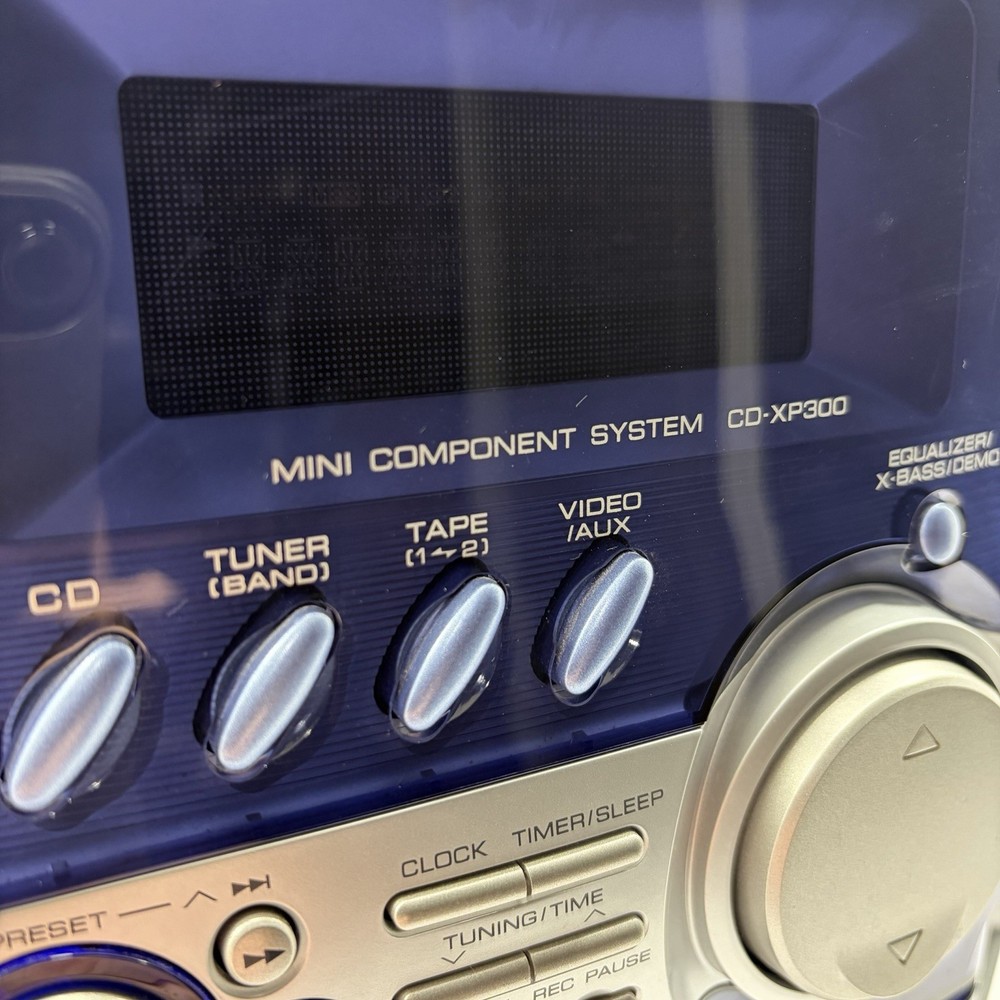 MINI COMPONENT SYSTEM CD-XP300
EQUALIZER/
X-BASS/DEMO
CD
TUNER
(BAND)
TAPE
(1⇄2)
VIDEO
/AUX
CLOCK
TIMER/SLEEP
PRESET
TUNING/TIME
REC PAUSE